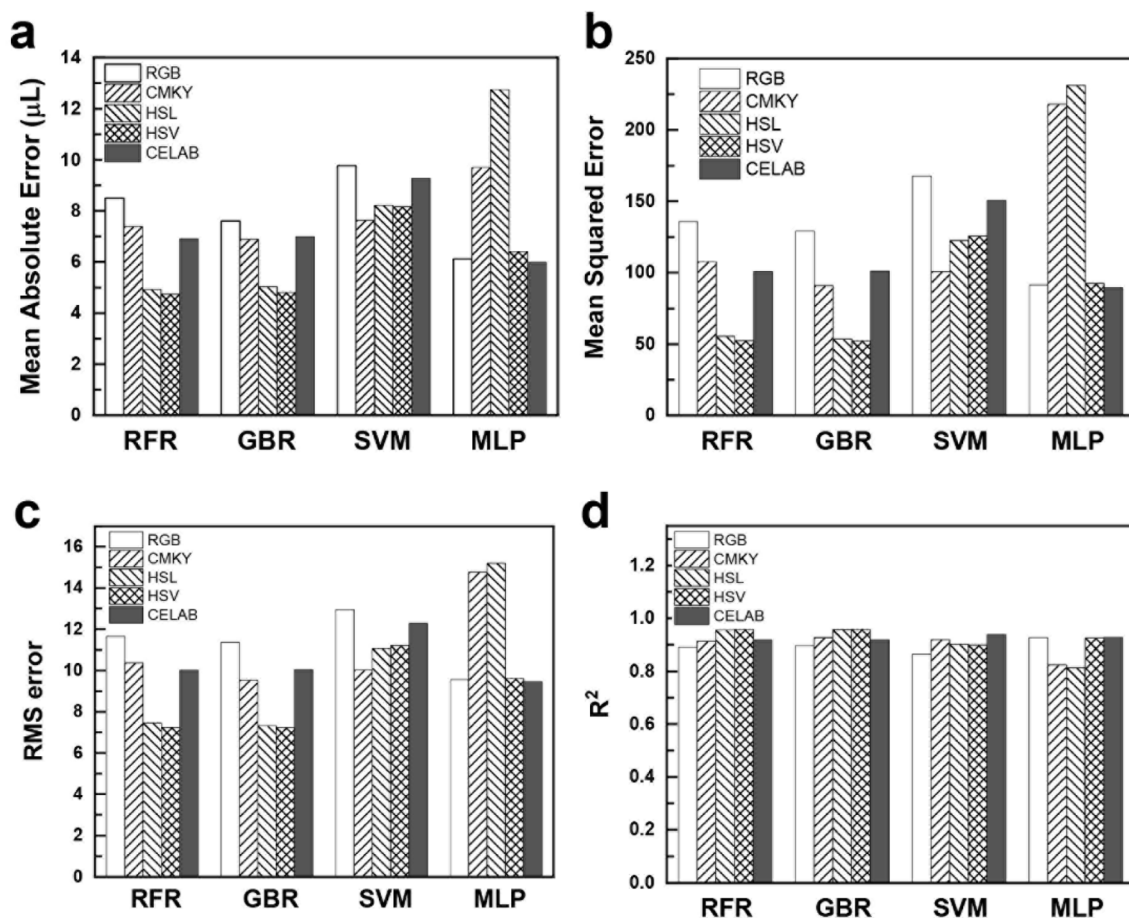 a
Mean Absolute Error (μL)
14
12
10
8
6
4
2
0
RGB
CMKY
HSL
HSV
CELAB
RFR GBR SVM MLP
b
Mean Squared Error
250
200
150
100
50
0
RGB
CMKY
HSL
HSV
CELAB
RFR GBR SVM MLP
c
RMS error
16
14
12
10
8
6
4
2
0
RGB
CMKY
HSL
HSV
CELAB
RFR GBR SVM MLP
d
R²
1.2
1.0
0.8
0.6
0.4
0.2
0.0
RGB
CMKY
HSL
HSV
CELAB
RFR GBR SVM MLP